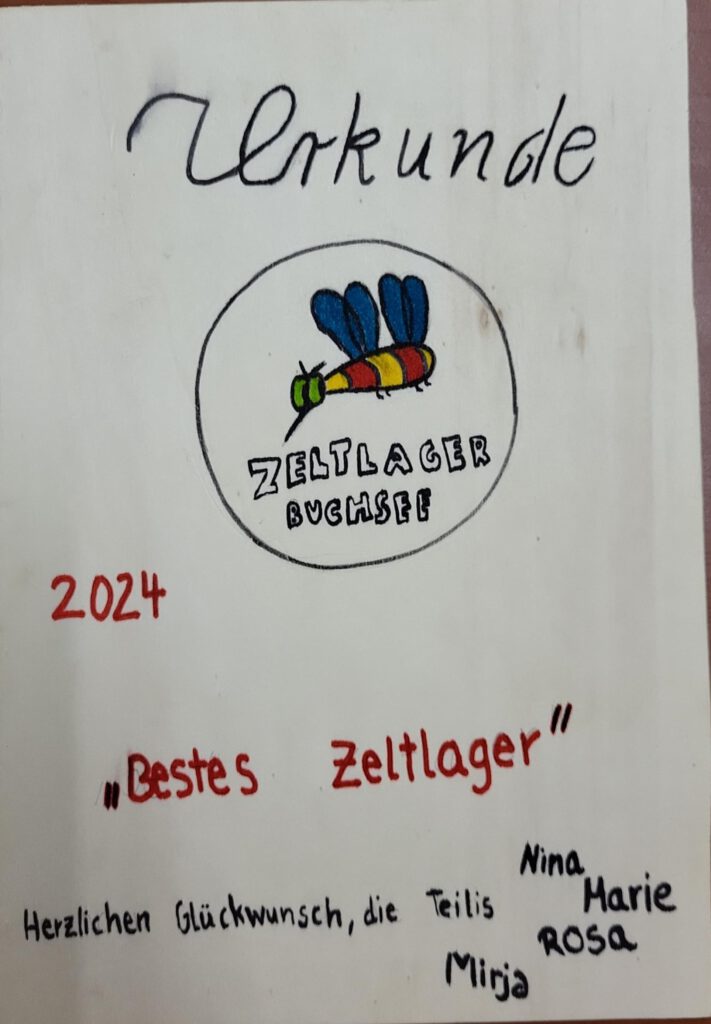 Urkunde
ZELTLAGER
BUCHSEE
2024
„Bestes Zeltlager"
Herzlichen Glückwunsch, die Teilis
Nina
Marie
ROSA
Mirja